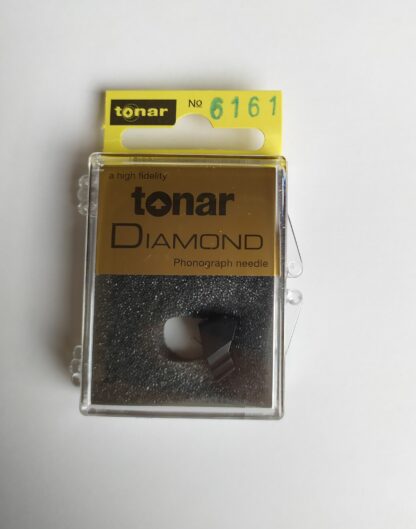 tonar No 6161
a high fidelity
tonar
DIAMOND
Phonograph needle